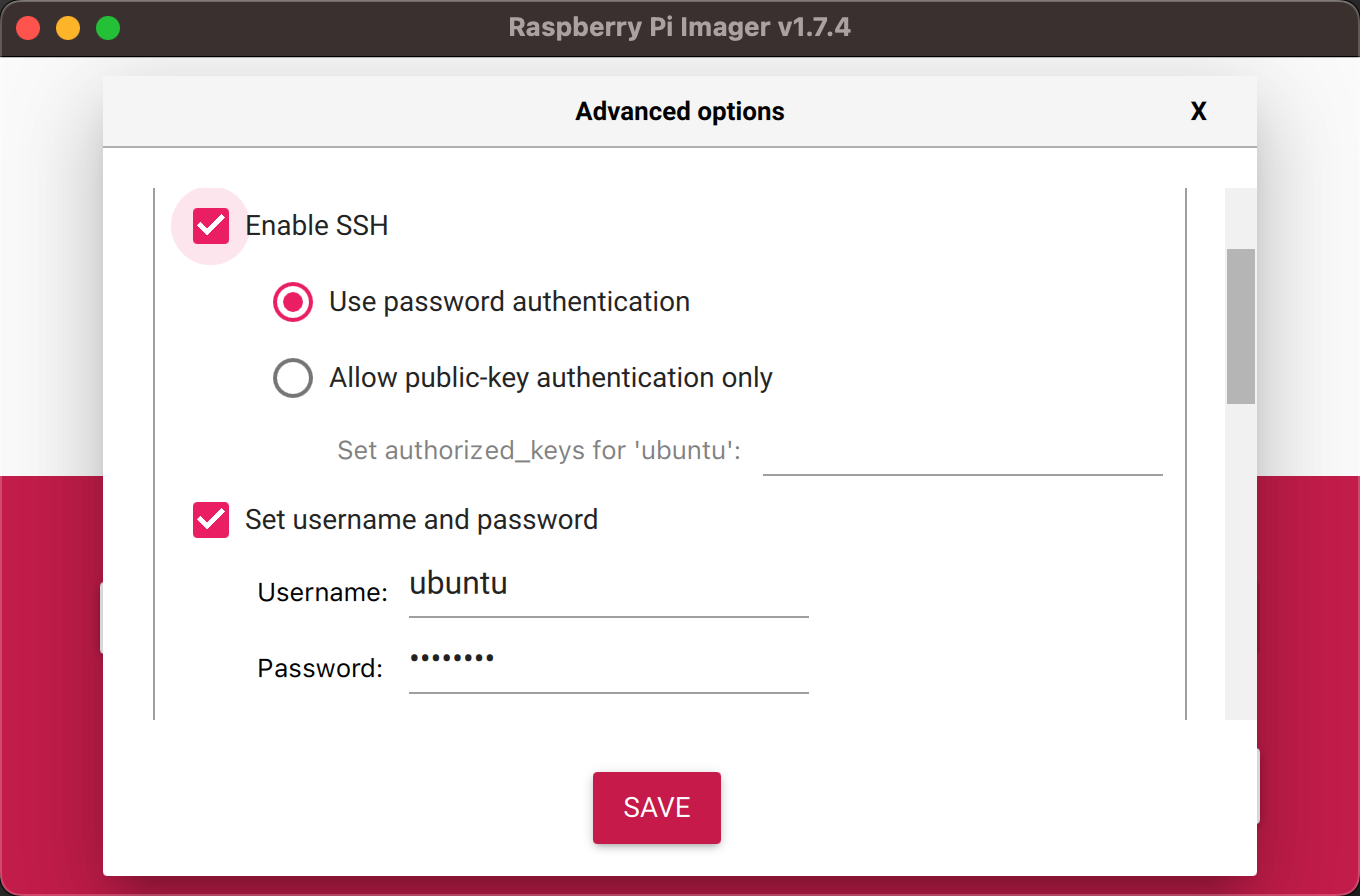 Raspberry Pi Imager v1.7.4
Advanced options
X
Enable SSH
Use password authentication
Allow public-key authentication only
Set authorized_keys for 'ubuntu':
Set username and password
Username: ubuntu
Password: ••••••••
SAVE